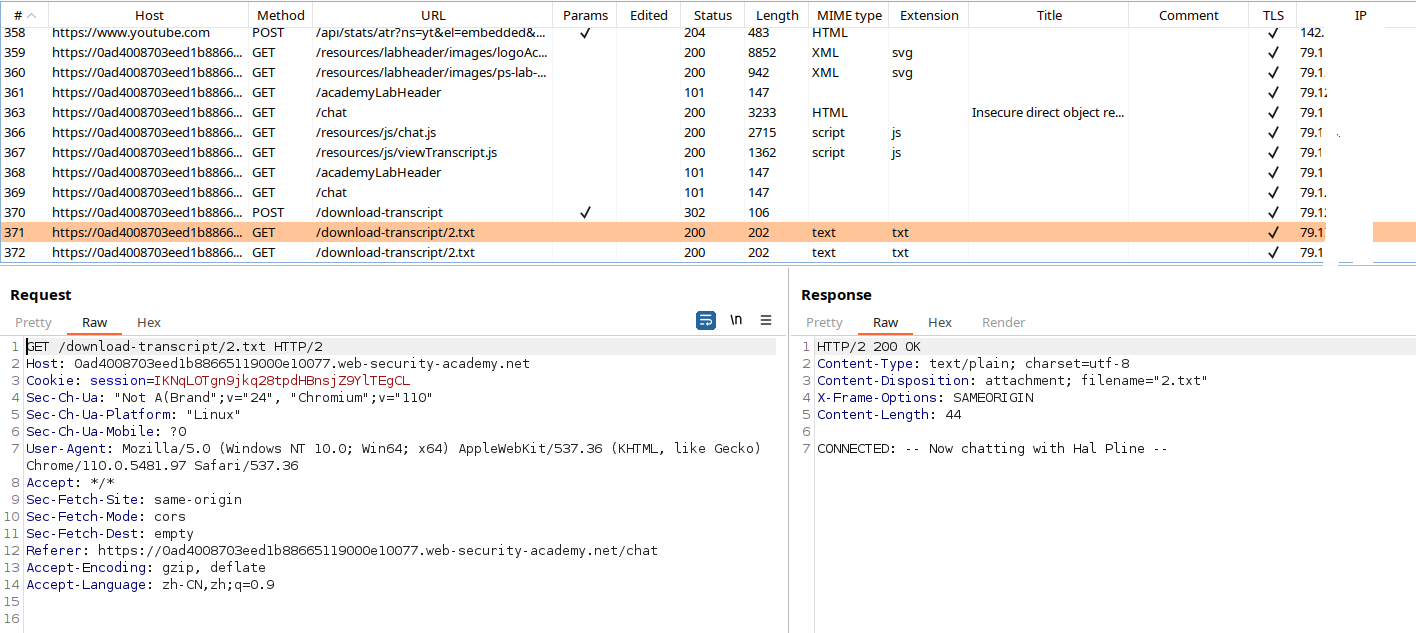 # Host Method URL Params Edited Status Length MIME type Extension Title Comment TLS IP
358 https://www.youtube.com POST /api/stats/atr?ns=yt&el=embedded&... ✓ 204 483 HTML ✓ 142.
359 https://0ad4008703eed1b8866... GET /resources/labheader/images/logoAc... 200 8852 XML svg ✓ 79.1
360 https://0ad4008703eed1b8866... GET /resources/labheader/images/ps-lab-... 200 942 XML svg ✓ 79.1
361 https://0ad4008703eed1b8866... GET /academyLabHeader 101 147 ✓ 79.12
363 https://0ad4008703eed1b8866... GET /chat 200 3233 HTML Insecure direct object re... ✓ 79.1
366 https://0ad4008703eed1b8866... GET /resources/js/chat.js 200 2715 script js ✓ 79.1
367 https://0ad4008703eed1b8866... GET /resources/js/viewTranscript.js 200 1362 script js ✓ 79.1
368 https://0ad4008703eed1b8866... GET /academyLabHeader 101 147 ✓ 79.1
369 https://0ad4008703eed1b8866... GET /chat 101 147 ✓ 79.1
370 https://0ad4008703eed1b8866... POST /download-transcript ✓ 302 106 ✓ 79.12
371 https://0ad4008703eed1b8866... GET /download-transcript/2.txt 200 202 text txt ✓ 79.1
372 https://0ad4008703eed1b8866... GET /download-transcript/2.txt 200 202 text txt ✓ 79.1
Request
Pretty Raw Hex \n
1 GET /download-transcript/2.txt HTTP/2
2 Host: 0ad4008703eed1b88665119000e10077.web-security-academy.net
3 Cookie: session=IKNqLOTgn9jkq28tpdHBnsjZ9YlTEgCL
4 Sec-Ch-Ua: "Not A(Brand";v="24", "Chromium";v="110"
5 Sec-Ch-Ua-Platform: "Linux"
6 Sec-Ch-Ua-Mobile: ?0
7 User-Agent: Mozilla/5.0 (Windows NT 10.0; Win64; x64) AppleWebKit/537.36 (KHTML, like Gecko)
Chrome/110.0.5481.97 Safari/537.36
8 Accept: */*
9 Sec-Fetch-Site: same-origin
10 Sec-Fetch-Mode: cors
11 Sec-Fetch-Dest: empty
12 Referer: https://0ad4008703eed1b88665119000e10077.web-security-academy.net/chat
13 Accept-Encoding: gzip, deflate
14 Accept-Language: zh-CN,zh;q=0.9
15
16
Response
Pretty Raw Hex Render
1 HTTP/2 200 OK
2 Content-Type: text/plain; charset=utf-8
3 Content-Disposition: attachment; filename="2.txt"
4 X-Frame-Options: SAMEORIGIN
5 Content-Length: 44
6
7 CONNECTED: -- Now chatting with Hal Pline --